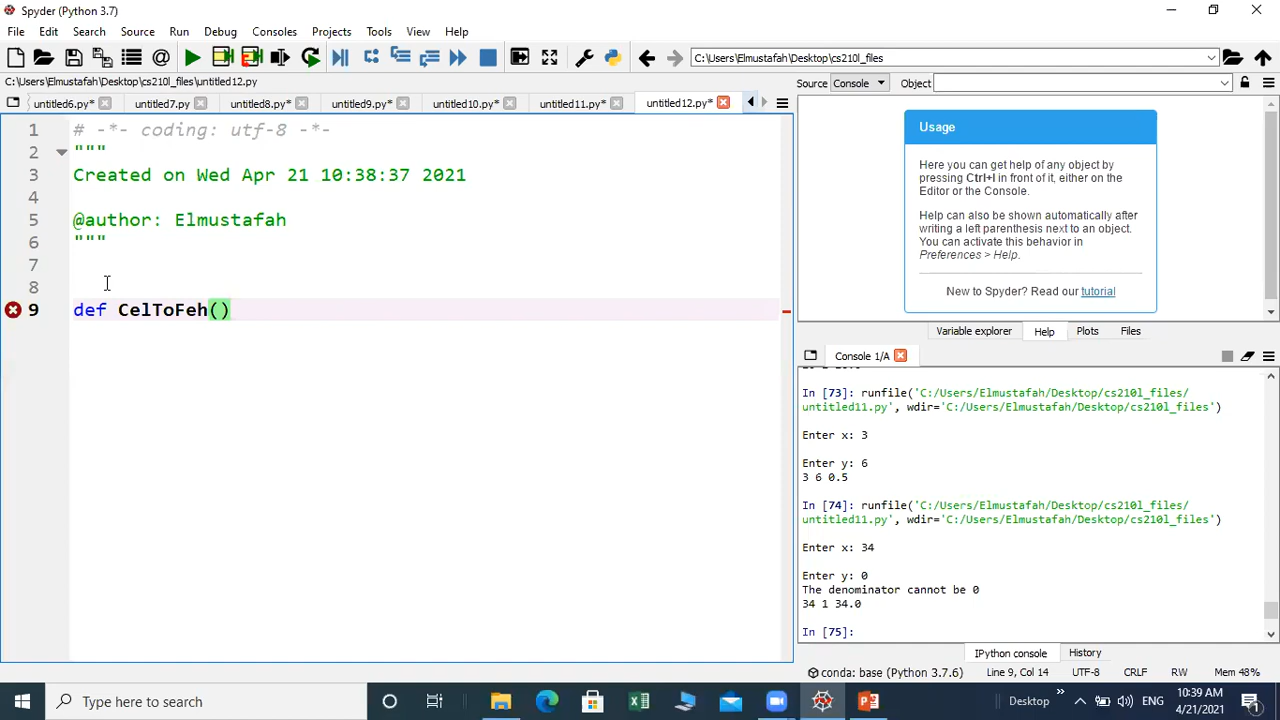 Spyder (Python 3.7)
File Edit Search Source Run Debug Consoles Projects Tools View Help
C:\Users\Elmustafah\Desktop\cs210l_files
C:\Users\Elmustafah\Desktop\cs210l_files\untitled12.py
untitled6.py* untitled7.py untitled8.py* untitled9.py* untitled10.py* untitled11.py* untitled12.py*
1 # -*- coding: utf-8 -*-
2 """
3 Created on Wed Apr 21 10:38:37 2021
4
5 @author: Elmustafah
6 """
7
8
9 def CelToFeh()
Source Console Object
Usage
Here you can get help of any object by
pressing Ctrl+I in front of it, either on the
Editor or the Console.
Help can also be shown automatically after
writing a left parenthesis next to an object.
You can activate this behavior in
Preferences > Help.
New to Spyder? Read our tutorial
Variable explorer Help Plots Files
Console 1/A
In [73]: runfile('C:/Users/Elmustafah/Desktop/cs210l_files/
untitled11.py', wdir='C:/Users/Elmustafah/Desktop/cs210l_files')
Enter x: 3
Enter y: 6
3 6 0.5
In [74]: runfile('C:/Users/Elmustafah/Desktop/cs210l_files/
untitled11.py', wdir='C:/Users/Elmustafah/Desktop/cs210l_files')
Enter x: 34
Enter y: 0
The denominator cannot be 0
34 1 34.0
In [75]:
IPython console History
conda: base (Python 3.7.6) Line 9, Col 14 UTF-8 CRLF RW Mem 48%
Type here to search
Desktop ENG
10:39 AM
4/21/2021